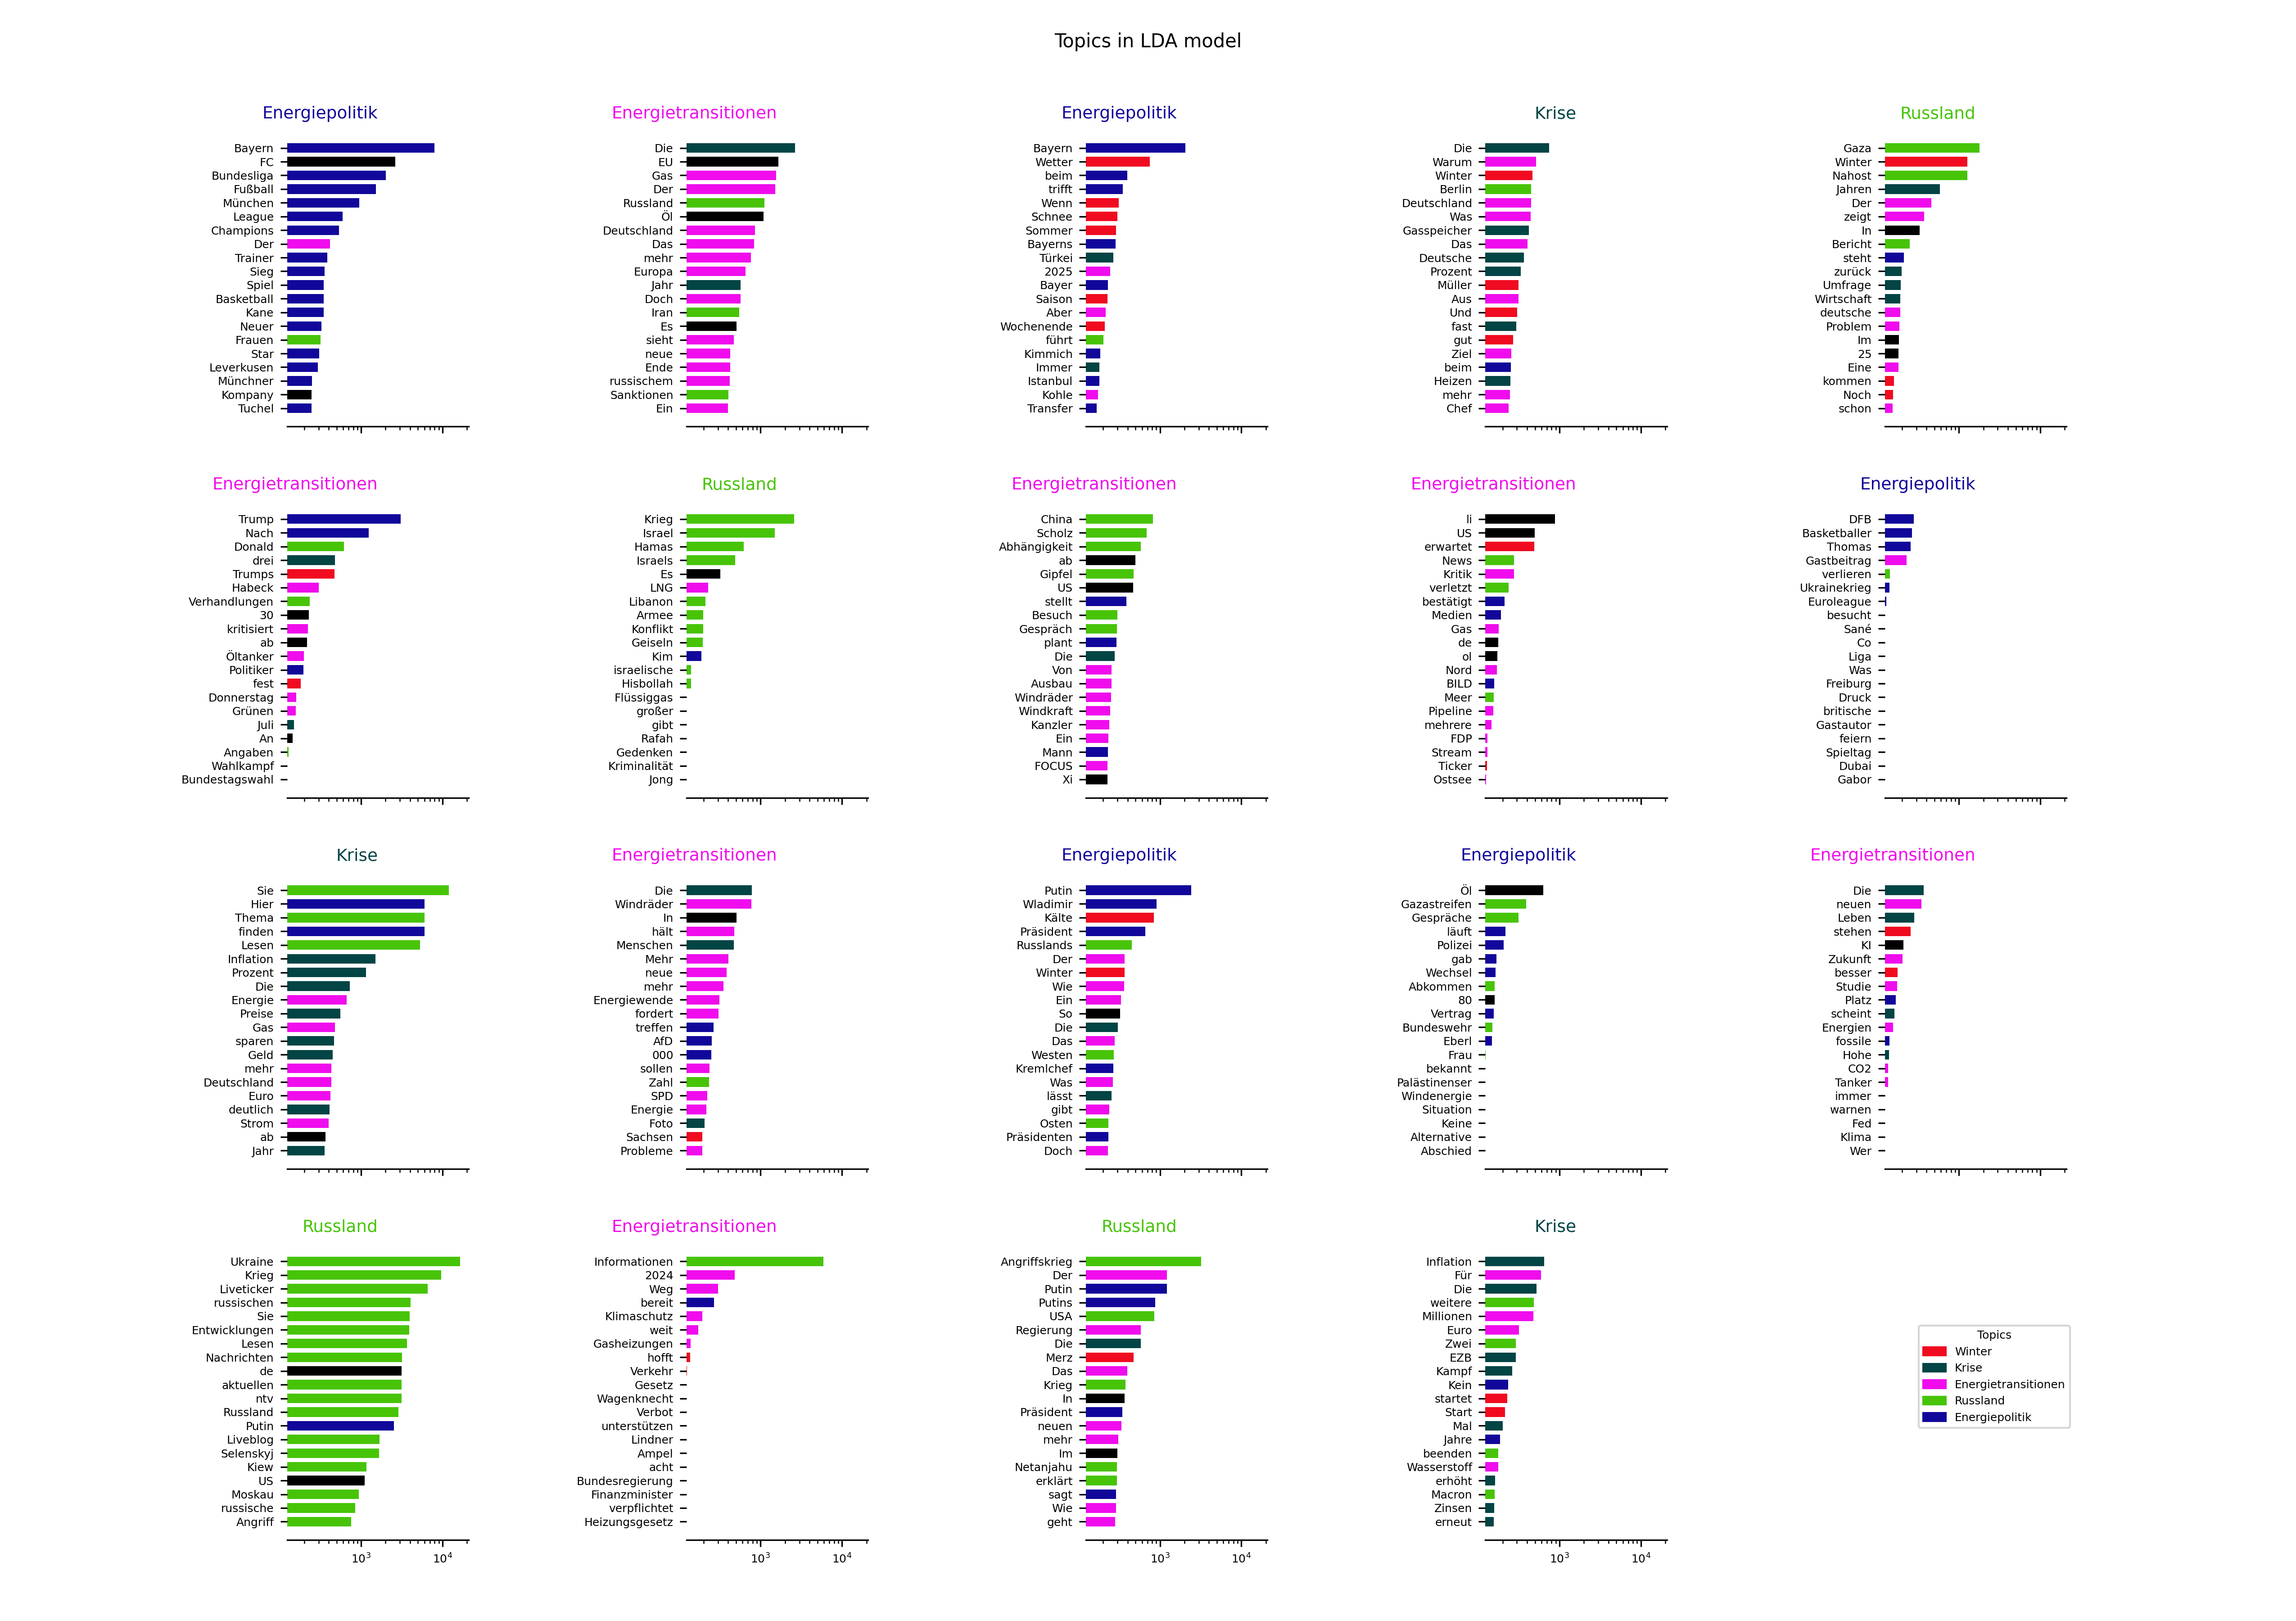 Topics in LDA model
Energiepolitik
Bayern
FC
Bundesliga
Fußball
München
League
Champions
Der
Trainer
Sieg
Spiel
Basketball
Kane
Neuer
Frauen
Star
Leverkusen
Münchner
Kompany
Tuchel
Energietransitionen
Die
EU
Gas
Der
Russland
Öl
Deutschland
Das
mehr
Europa
Jahr
Doch
Iran
Es
sieht
neue
Ende
russischem
Sanktionen
Ein
Energiepolitik
Bayern
Wetter
beim
trifft
Wenn
Schnee
Sommer
Bayerns
Türkei
2025
Bayer
Saison
Aber
Wochenende
führt
Kimmich
Immer
Istanbul
Kohle
Transfer
Krise
Die
Warum
Winter
Berlin
Deutschland
Was
Gasspeicher
Das
Deutsche
Prozent
Müller
Aus
Und
fast
gut
Ziel
beim
Heizen
mehr
Chef
Russland
Gaza
Winter
Nahost
Jahren
Der
zeigt
In
Bericht
steht
zurück
Umfrage
Wirtschaft
deutsche
Problem
Im
25
Eine
kommen
Noch
schon
Energietransitionen
Trump
Nach
Donald
drei
Trumps
Habeck
Verhandlungen
30
kritisiert
ab
Öltanker
Politiker
fest
Donnerstag
Grünen
Juli
An
Angaben
Wahlkampf
Bundestagswahl
Russland
Krieg
Israel
Hamas
Israels
Es
LNG
Libanon
Armee
Konflikt
Geiseln
Kim
israelische
Hisbollah
Flüssiggas
großer
gibt
Rafah
Gedenken
Kriminalität
Jong
Energietransitionen
China
Scholz
Abhängigkeit
ab
Gipfel
US
stellt
Besuch
Gespräch
plant
Die
Von
Ausbau
Windräder
Windkraft
Kanzler
Ein
Mann
FOCUS
Xi
Energietransitionen
li
US
erwartet
News
Kritik
verletzt
bestätigt
Medien
Gas
de
ol
Nord
BILD
Meer
Pipeline
mehrere
FDP
Stream
Ticker
Ostsee
Energiepolitik
DFB
Basketballer
Thomas
Gastbeitrag
verlieren
Ukrainekrieg
Euroleague
besucht
Sané
Co
Liga
Was
Freiburg
Druck
britische
Gastautor
feiern
Spieltag
Dubai
Gabor
Krise
Sie
Hier
Thema
finden
Lesen
Inflation
Prozent
Die
Energie
Preise
Gas
sparen
Geld
mehr
Deutschland
Euro
deutlich
Strom
ab
Jahr
Energietransitionen
Die
Windräder
In
hält
Menschen
Mehr
neue
mehr
Energiewende
fordert
treffen
AfD
000
sollen
Zahl
SPD
Energie
Foto
Sachsen
Probleme
Energiepolitik
Putin
Wladimir
Kälte
Präsident
Russlands
Der
Winter
Wie
Ein
So
Die
Das
Westen
Kremlchef
Was
lässt
gibt
Osten
Präsidenten
Doch
Energiepolitik
Öl
Gazastreifen
Gespräche
läuft
Polizei
gab
Wechsel
Abkommen
80
Vertrag
Bundeswehr
Eberl
Frau
bekannt
Palästinenser
Windenergie
Situation
Keine
Alternative
Abschied
Energietransitionen
Die
neuen
Leben
stehen
KI
Zukunft
besser
Studie
Platz
scheint
Energien
fossile
Hohe
CO2
Tanker
immer
warnen
Fed
Klima
Wer
Russland
Ukraine
Krieg
Liveticker
russischen
Sie
Entwicklungen
Lesen
Nachrichten
de
aktuellen
ntv
Russland
Putin
Liveblog
Selenskyj
Kiew
US
Moskau
russische
Angriff
10³ 10⁴
Energietransitionen
Informationen
2024
Weg
bereit
Klimaschutz
weit
Gasheizungen
hofft
Verkehr
Gesetz
Wagenknecht
Verbot
unterstützen
Lindner
Ampel
acht
Bundesregierung
Finanzminister
verpflichtet
Heizungsgesetz
10³ 10⁴
Russland
Angriffskrieg
Der
Putin
Putins
USA
Regierung
Die
Merz
Das
Krieg
In
Präsident
neuen
mehr
Im
Netanjahu
erklärt
sagt
Wie
geht
10³ 10⁴
Krise
Inflation
Für
Die
weitere
Millionen
Euro
Zwei
EZB
Kampf
Kein
startet
Start
Mal
Jahre
beenden
Wasserstoff
erhöht
Macron
Zinsen
erneut
10³ 10⁴
Topics
Winter
Krise
Energietransitionen
Russland
Energiepolitik